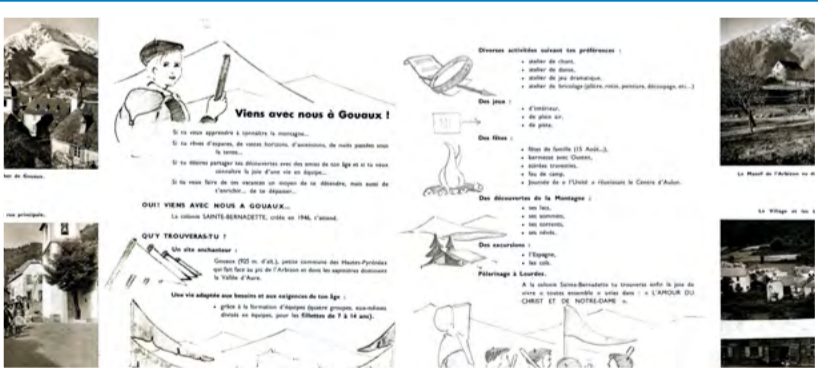 Viens avec nous à Gouaux !
Si tu veux apprendre à connaître la montagne...
Si tu rêves d'espaces, de vastes horizons, d'ascensions, de nuits passées sous
la tente...
Si tu désires partager tes découvertes avec des amies de ton âge et si tu veux
connaître la joie d'une vie en équipe...
Si tu veux faire de tes vacances un moyen de te détendre, mais aussi de
t'enrichir... de te dépasser...
OUI! VIENS AVEC NOUS A GOUAUX...
La colonie SAINTE-BERNADETTE, créée en 1946, t'attend.
QU'Y TROUVERAS-TU ?
Un site enchanteur :
Gouaux (925 m. d'alt.), petite commune des Hautes-Pyrénées
qui fait face au pic de l'Arbizon et dont les sapinières dominent
la Vallée d'Aure.
Une vie adaptée aux besoins et aux exigences de ton âge :
• grâce à la formation d'équipes (quatre groupes, eux-mêmes
divisés en équipes, pour les fillettes de 7 à 14 ans).
Diverses activités suivant tes préférences :
• atelier de chant,
• atelier de danse,
• atelier de jeu dramatique,
• atelier de bricolage (plâtre, rotin, peinture, découpage, etc...)
Des jeux :
• d'intérieur,
• de plein air,
• de piste.
Des fêtes :
• fêtes de famille (15 Août...),
• kermesse avec Guizen,
• soirées travesties,
• feu de camp,
• Journée de « l'Unité » réunissant le Centre d'Aulon.
Des découvertes de la Montagne :
• ses lacs,
• ses sommets,
• ses torrents,
• ses névés.
Des excursions :
• l'Espagne,
• les cols.
Pèlerinage à Lourdes.
A la colonie Sainte-Bernadette tu trouveras enfin la joie de
vivre « toutes ensemble » unies dans : « L'AMOUR DU
CHRIST ET DE NOTRE-DAME ».
de Gouaux.
rue principale.
Le Massif de l'Arbizon vu d
Le Village et les